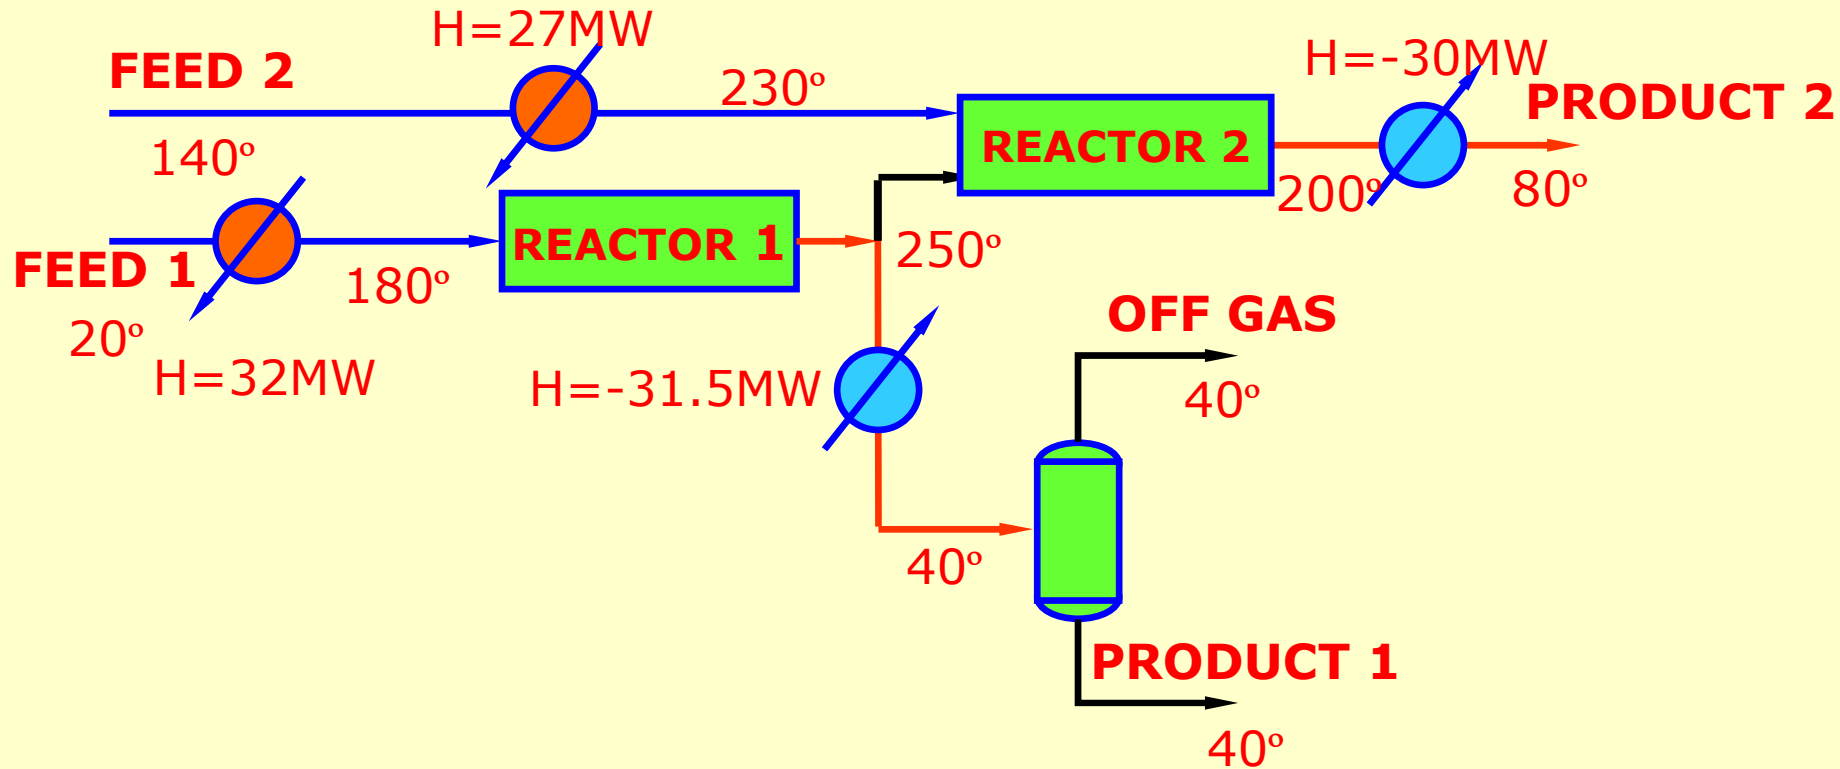 H=27MW
FEED 2
230º
H=-30MW
PRODUCT 2
140º
REACTOR 2
200º
80º
REACTOR 1
250º
FEED 1
180º
20º
H=32MW
H=-31.5MW
OFF GAS
40º
40º
PRODUCT 1
40º